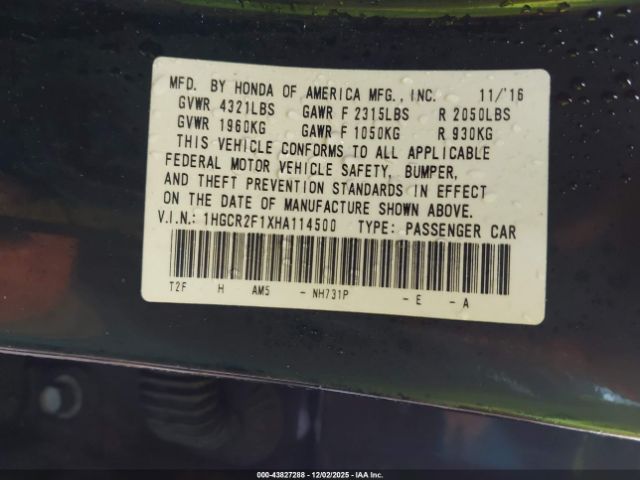 MFD. BY HONDA OF AMERICA MFG., INC. 11/'16
GVWR 4321LBS GAWR F 2315LBS R 2050LBS
GVWR 1960KG GAWR F 1050KG R 930KG
THIS VEHICLE CONFORMS TO ALL APPLICABLE
FEDERAL MOTOR VEHICLE SAFETY, BUMPER,
AND THEFT PREVENTION STANDARDS IN EFFECT
ON THE DATE OF MANUFACTURE SHOWN ABOVE.
V.I.N.: 1HGCR2F1XHA114500 TYPE: PASSENGER CAR
T2F H AM5 - NH731P - E - A
000-43827288 - 12/02/2025 - IAA Inc.